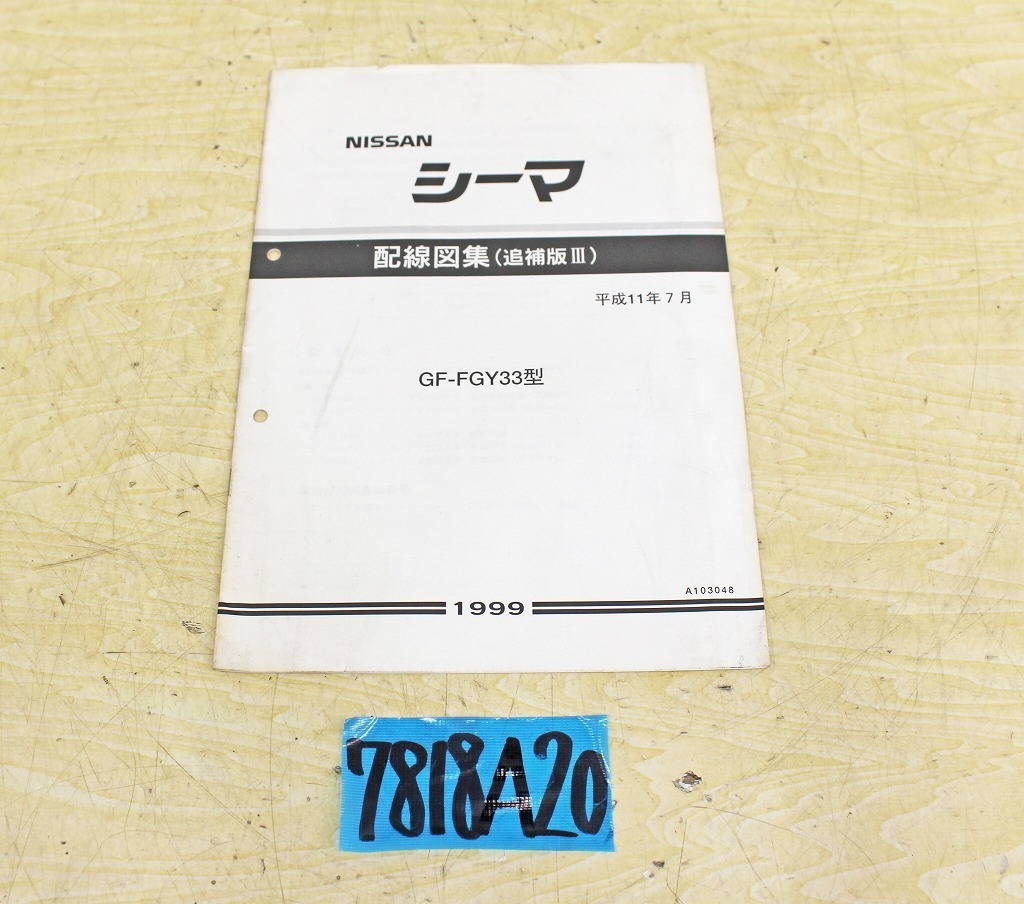 NISSAN
シーマ
配線図集(追補版Ⅲ)
平成11年7月
GF-FGY33型
A103048
1999
7818A20